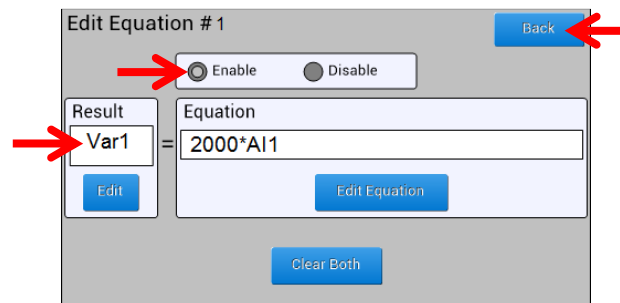 Edit Equation # 1
Back
Enable
Disable
Result
Equation
Var1
=
2000*AI1
Edit
Edit Equation
Clear Both